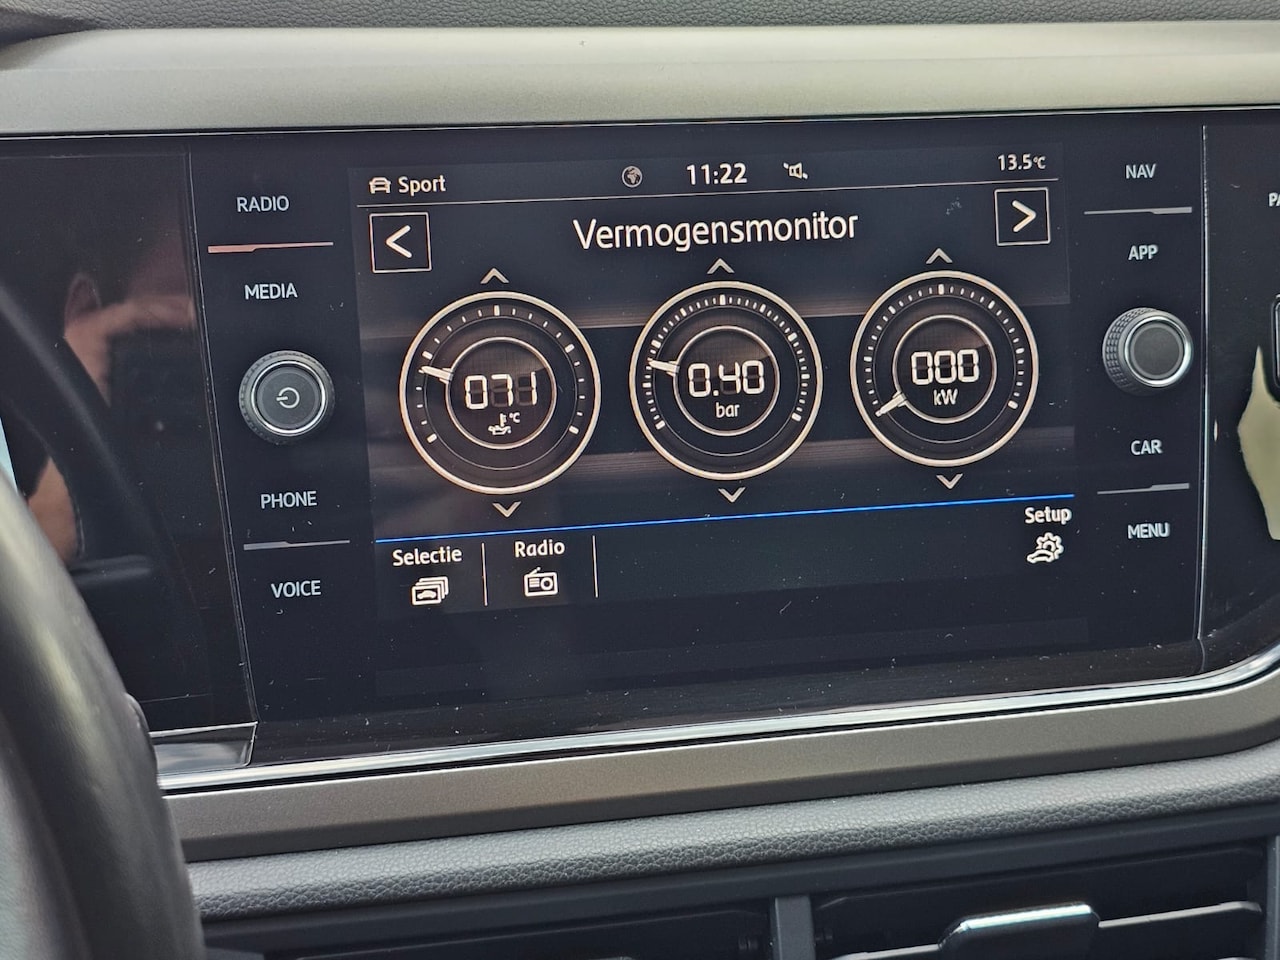 RADIO
MEDIA
PHONE
VOICE
Sport
11:22
13.5°C
Vermogensmonitor
071
°C
0.40
bar
000
kW
Selectie
Radio
Setup
NAV
APP
CAR
MENU